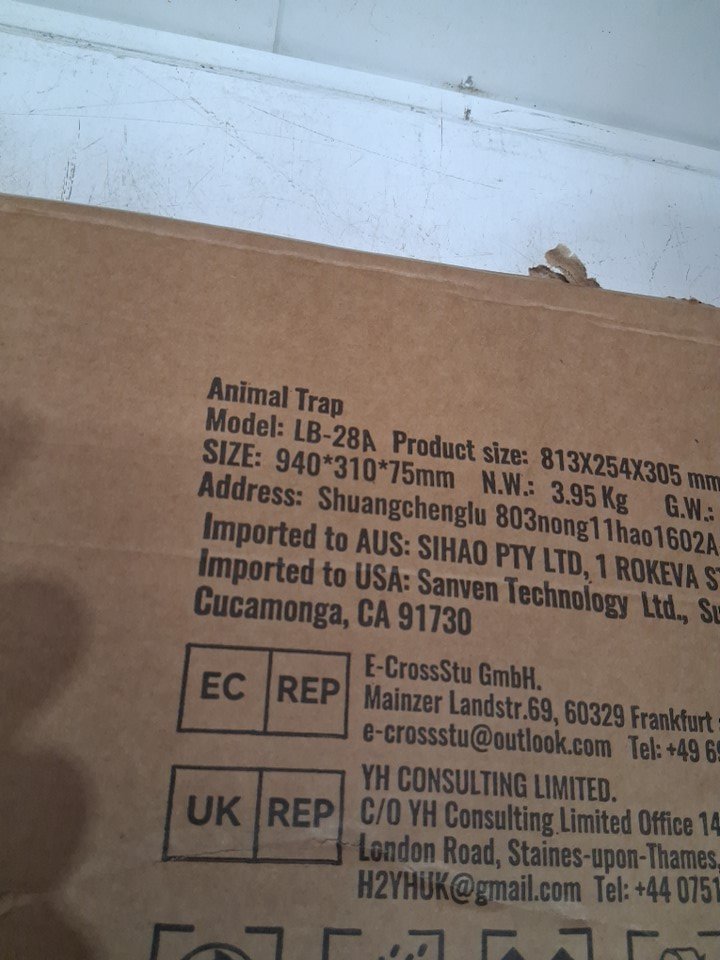 Animal Trap
Model: LB-28A Product size: 813X254X305 mm
SIZE: 940*310*75mm N.W.: 3.95 Kg G.W.:
Address: Shuangchenglu 803nong11hao1602A
Imported to AUS: SIHAO PTY LTD, 1 ROKEVA
Imported to USA: Sanven Technology Ltd.,
Cucamonga, CA 91730
EC REP
E-CrossStu GmbH.
Mainzer Landstr.69, 60329 Frankfurt
e-crossstu@outlook.com Tel: +49
UK REP
YH CONSULTING LIMITED.
C/O YH Consulting Limited Office 14
London Road, Staines-upon-Thames,
H2YHUK@gmail.com Tel: +44 0751